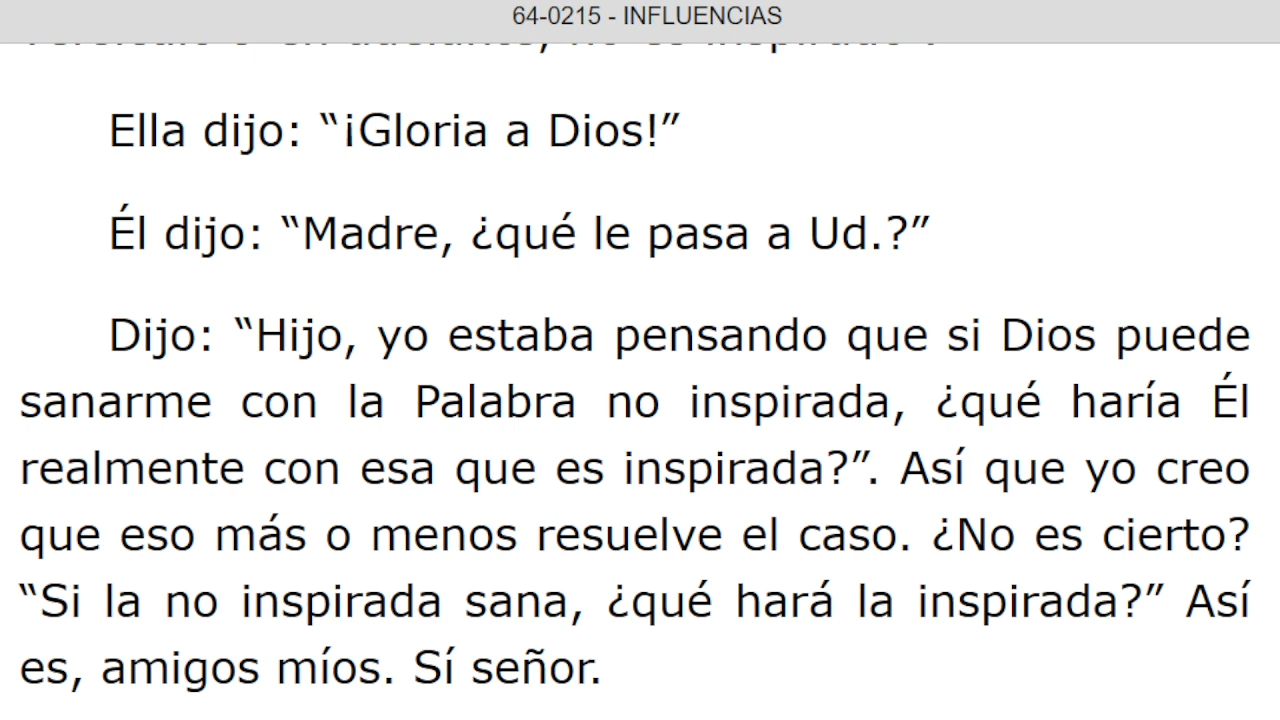 64-0215 - INFLUENCIAS
Ella dijo: “¡Gloria a Dios!”
Él dijo: “Madre, ¿qué le pasa a Ud.?”
Dijo: “Hijo, yo estaba pensando que si Dios puede
sanarme con la Palabra no inspirada, ¿qué haría Él
realmente con esa que es inspirada?”. Así que yo creo
que eso más o menos resuelve el caso. ¿No es cierto?
“Si la no inspirada sana, ¿qué hará la inspirada?” Así
es, amigos míos. Sí señor.